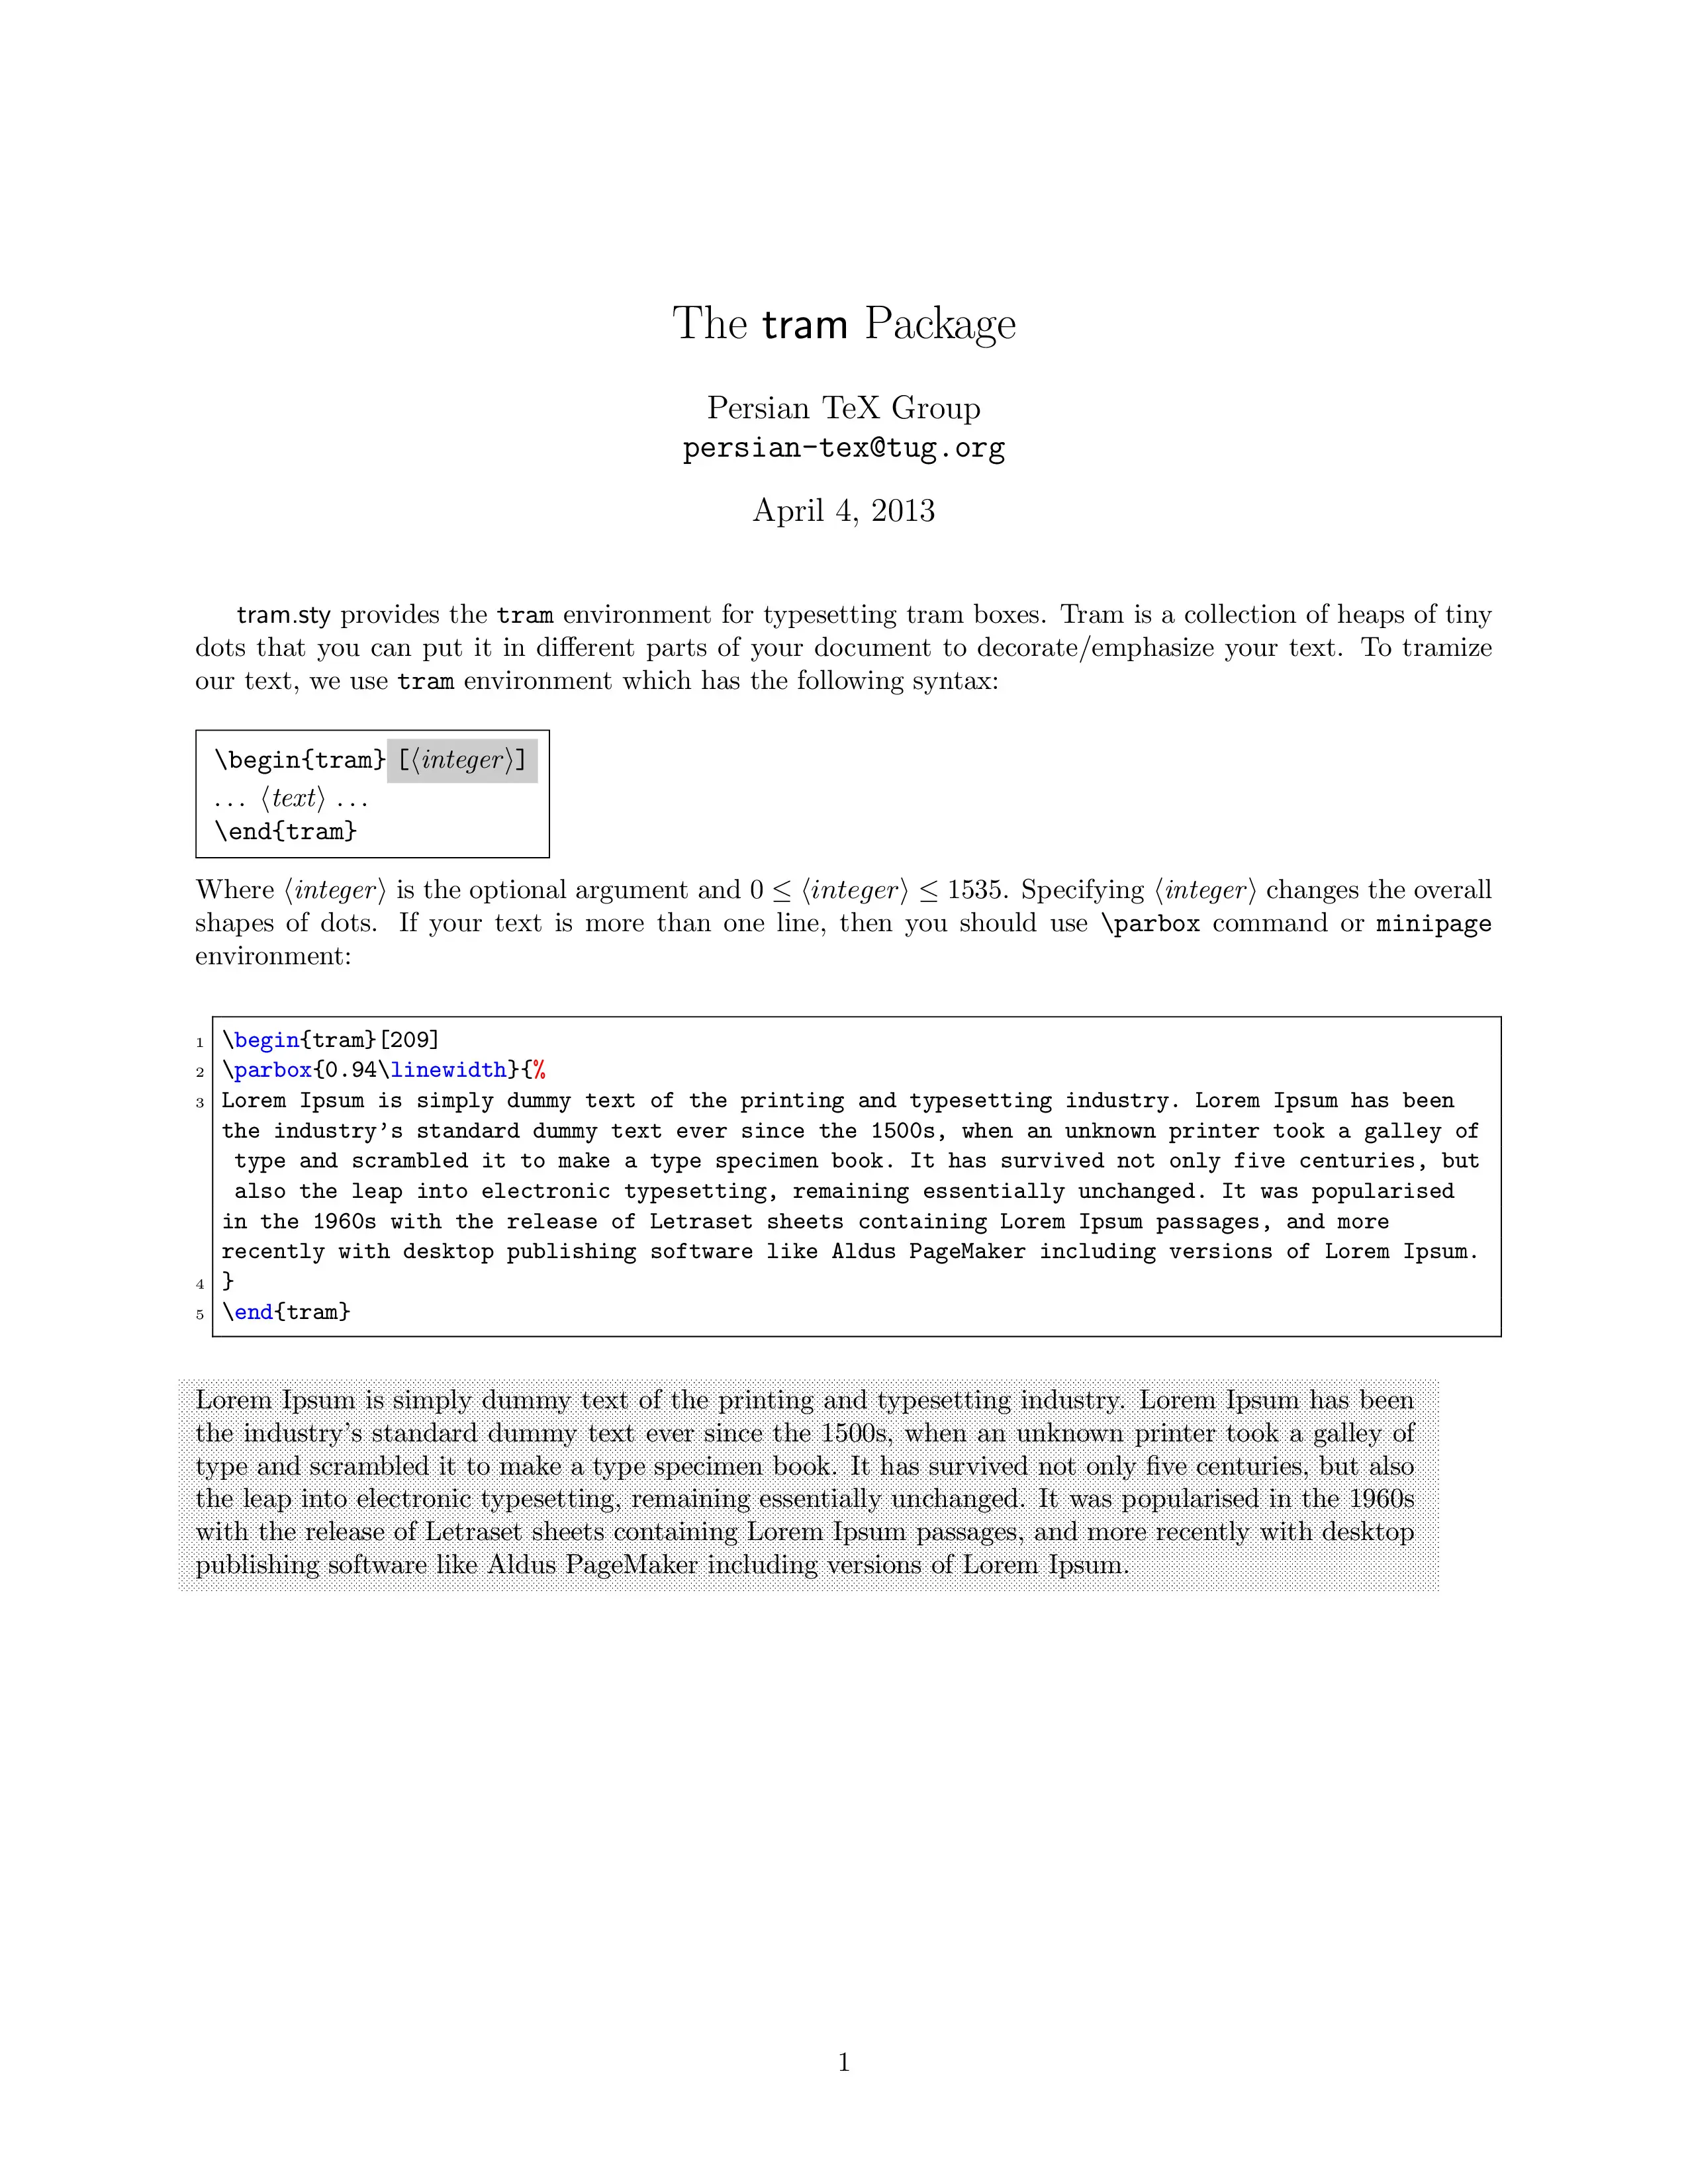 The tram Package
Persian TeX Group
persian-tex@tug.org
April 4, 2013
tram.sty provides the tram environment for typesetting tram boxes. Tram is a collection of heaps of tiny
dots that you can put it in different parts of your document to decorate/emphasize your text. To tramize
our text, we use tram environment which has the following syntax:
\begin{tram} [⟨integer⟩]
... ⟨text⟩ ...
\end{tram}
Where ⟨integer⟩ is the optional argument and 0 ≤ ⟨integer⟩ ≤ 1535. Specifying ⟨integer⟩ changes the overall
shapes of dots. If your text is more than one line, then you should use \parbox command or minipage
environment:
1 \begin{tram}[209]
2 \parbox{0.94\linewidth}{%
3 Lorem Ipsum is simply dummy text of the printing and typesetting industry. Lorem Ipsum has been
the industry's standard dummy text ever since the 1500s, when an unknown printer took a galley of
type and scrambled it to make a type specimen book. It has survived not only five centuries, but
also the leap into electronic typesetting, remaining essentially unchanged. It was popularised
in the 1960s with the release of Letraset sheets containing Lorem Ipsum passages, and more
recently with desktop publishing software like Aldus PageMaker including versions of Lorem Ipsum.
4 }
5 \end{tram}
Lorem Ipsum is simply dummy text of the printing and typesetting industry. Lorem Ipsum has been
the industry's standard dummy text ever since the 1500s, when an unknown printer took a galley of
type and scrambled it to make a type specimen book. It has survived not only five centuries, but also
the leap into electronic typesetting, remaining essentially unchanged. It was popularised in the 1960s
with the release of Letraset sheets containing Lorem Ipsum passages, and more recently with desktop
publishing software like Aldus PageMaker including versions of Lorem Ipsum.
1